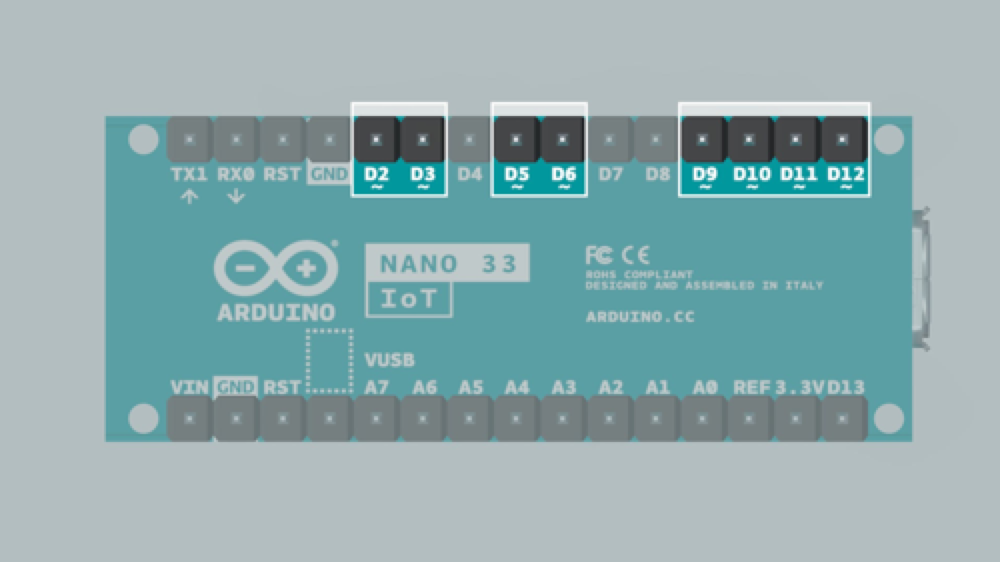 TX1 RX0 RST GND D2 D3 D4 D5 D6 D7 D8 D9 D10 D11 D12
~ ~ ~ ~ ~ ~ ~ ~
NANO 33
IoT
ARDUINO
FC CE
ROHS COMPLIANT
DESIGNED AND ASSEMBLED IN ITALY
ARDUINO.CC
VUSB
VIN GND RST A7 A6 A5 A4 A3 A2 A1 A0 REF 3.3V D13